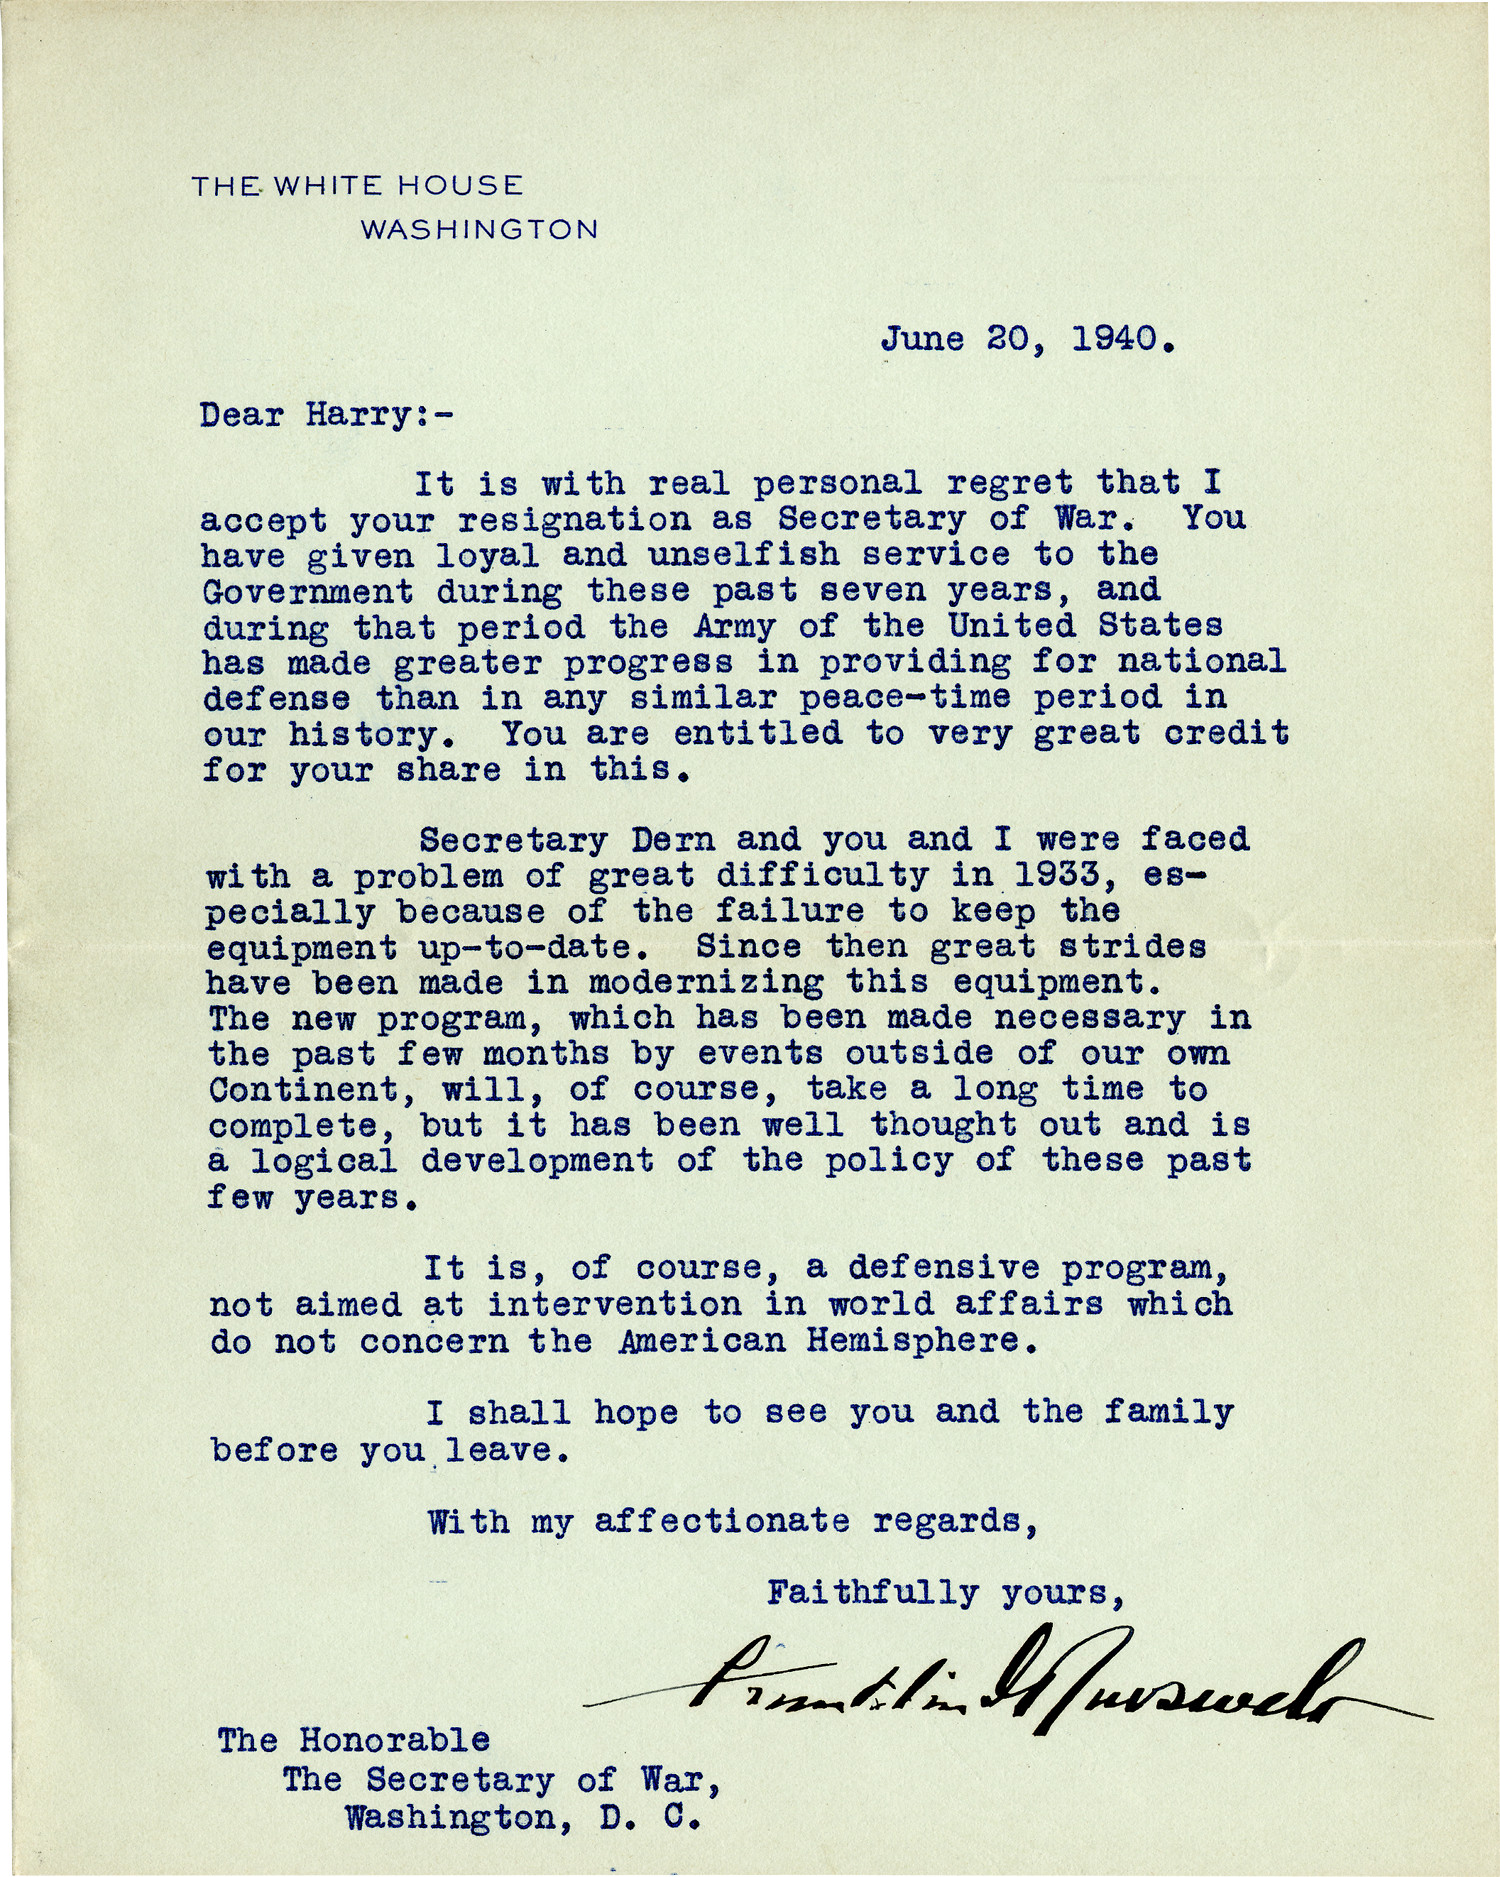 THE WHITE HOUSE
WASHINGTON
June 20, 1940.
Dear Harry:-
It is with real personal regret that I
accept your resignation as Secretary of War. You
have given loyal and unselfish service to the
Government during these past seven years, and
during that period the Army of the United States
has made greater progress in providing for national
defense than in any similar peace-time period in
our history. You are entitled to very great credit
for your share in this.
Secretary Dern and you and I were faced
with a problem of great difficulty in 1933, es-
pecially because of the failure to keep the
equipment up-to-date. Since then great strides
have been made in modernizing this equipment.
The new program, which has been made necessary in
the past few months by events outside of our own
Continent, will, of course, take a long time to
complete, but it has been well thought out and is
a logical development of the policy of these past
few years.
It is, of course, a defensive program,
not aimed at intervention in world affairs which
do not concern the American Hemisphere.
I shall hope to see you and the family
before you leave.
With my affectionate regards,
Faithfully yours,
Franklin D Roosevelt
The Honorable
The Secretary of War,
Washington, D. C.